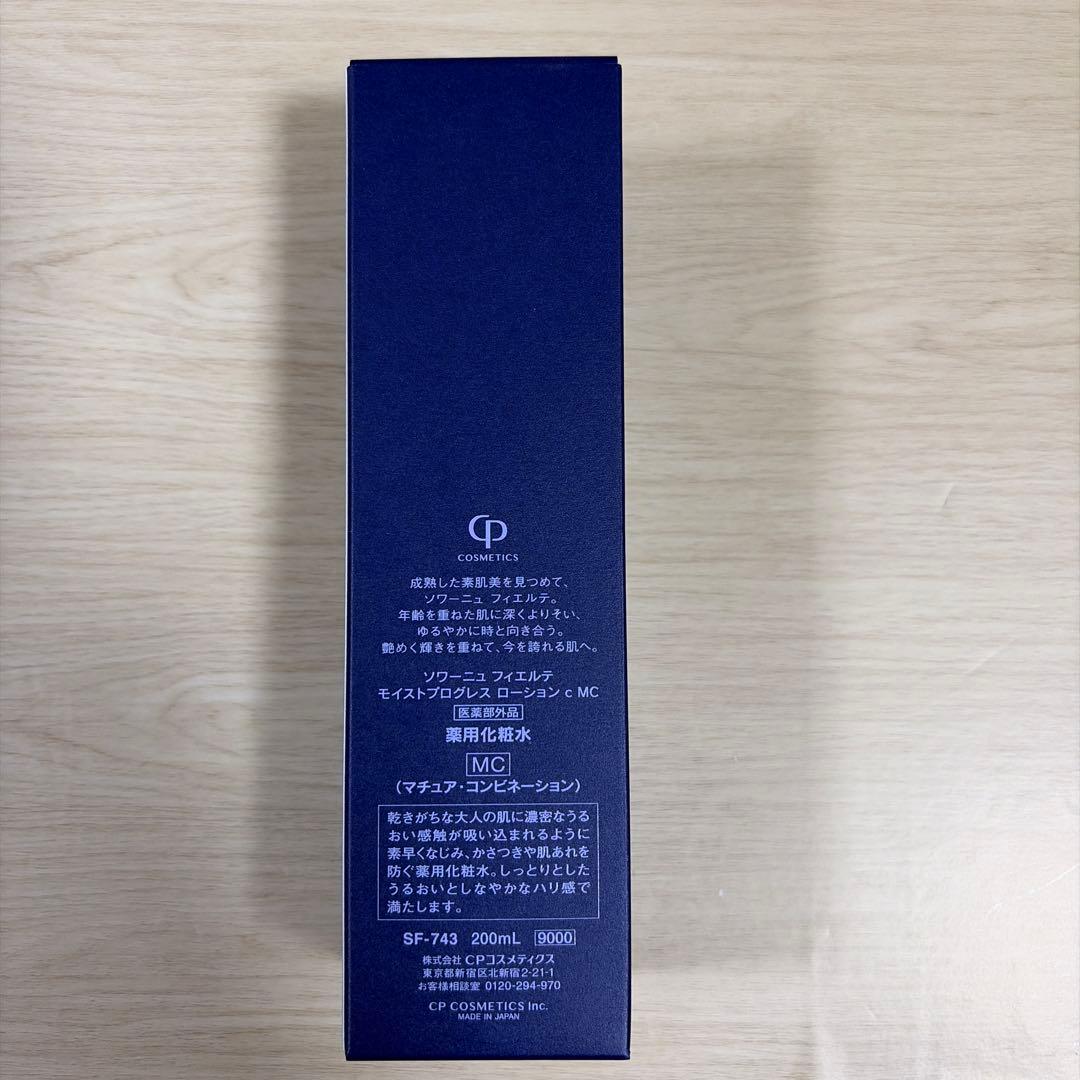 CP
COSMETICS
成熟した素肌美を見つめて、
ソワーニュ フィエルテ。
年齢を重ねた肌に深くよりそい、
ゆるやかに時と向き合う。
艶めく輝きを重ねて、今を誇れる肌へ。
ソワーニュ フィエルテ
モイストプログレス ローション c MC
医薬部外品
薬用化粧水
MC
(マチュア・コンビネーション)
乾きがちな大人の肌に濃密なうる
おい感触が吸い込まれるように
素早くなじみ、かさつきや肌あれを
防ぐ薬用化粧水。しっとりとした
うるおいとしなやかなハリ感で
満たします。
SF-743 200mL 9000
株式会社 CPコスメティクス
東京都新宿区北新宿2-21-1
お客様相談室 0120-294-970
CP COSMETICS Inc.
MADE IN JAPAN